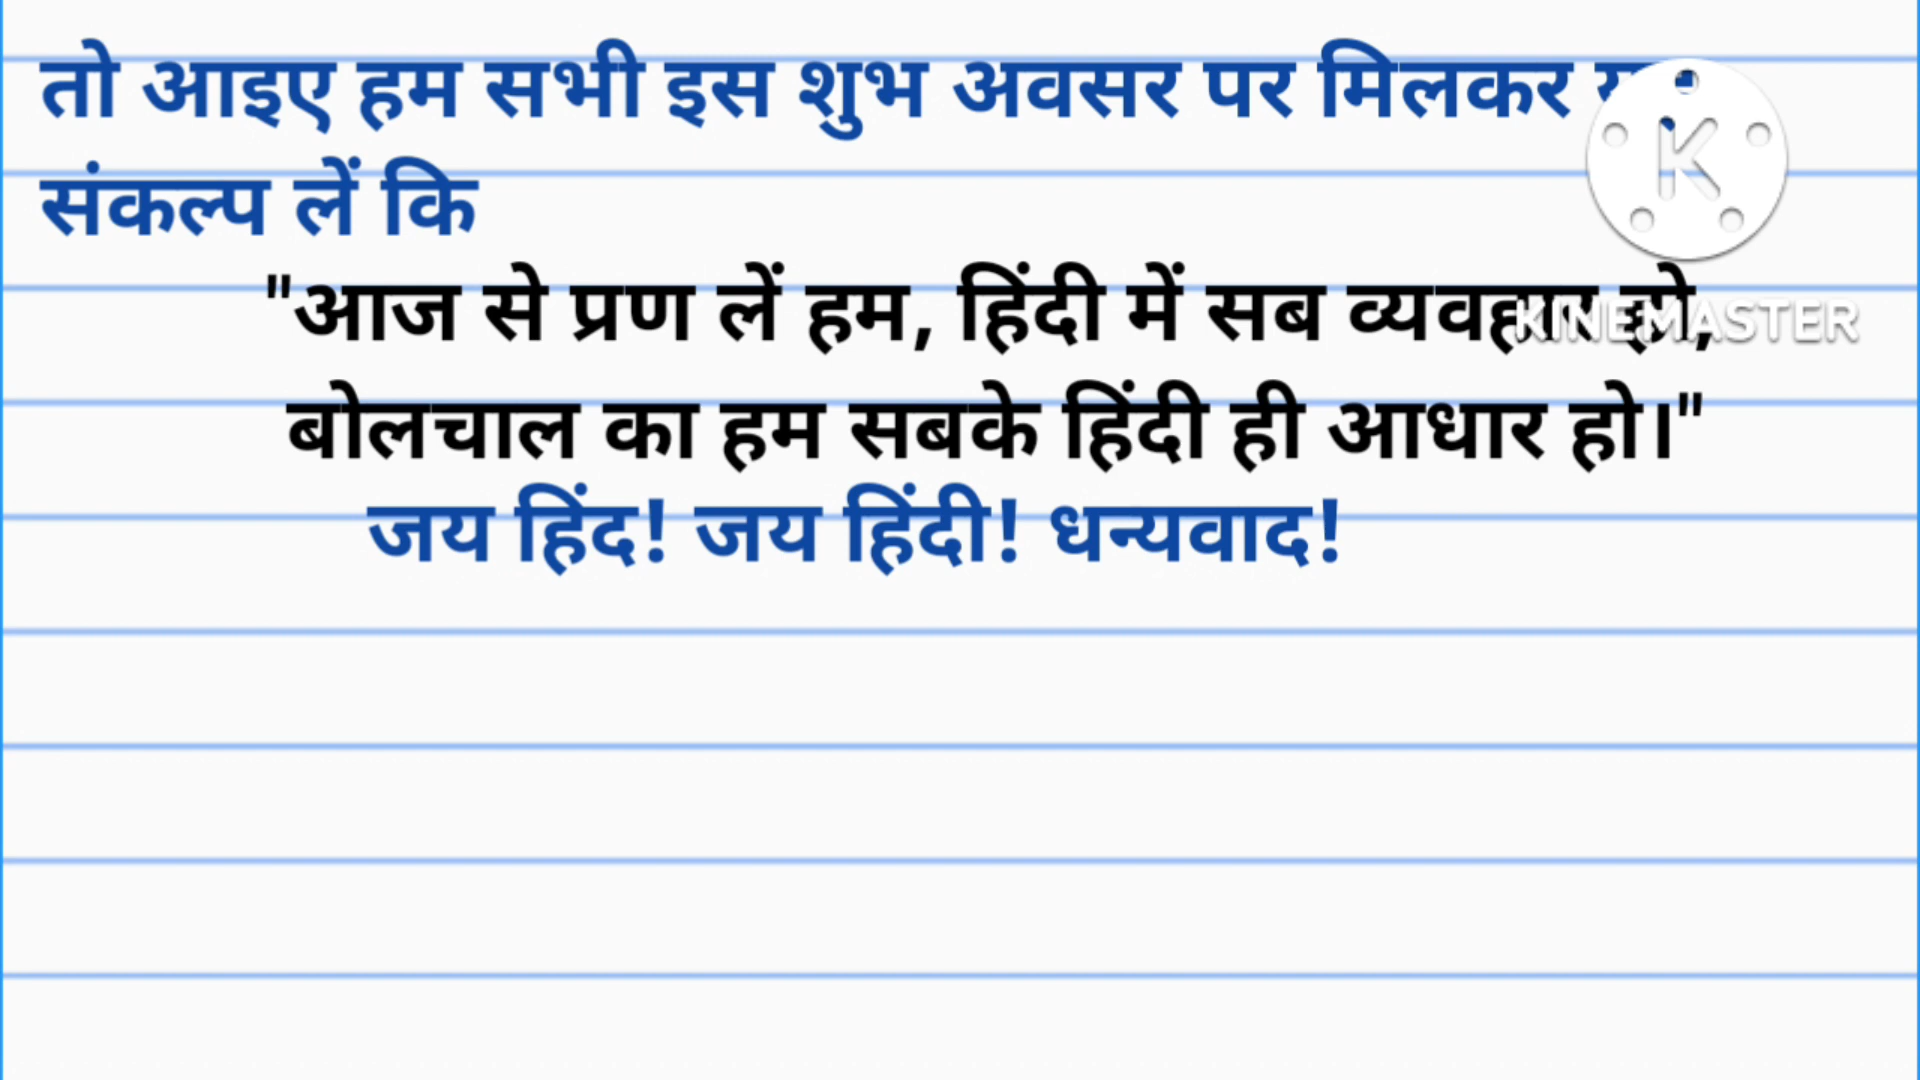 तो आइए हम सभी इस शुभ अवसर पर मिलकर
संकल्प लें कि
"आज से प्रण लें हम, हिंदी में सब व्यवहार हो,
बोलचाल का हम सबके हिंदी ही आधार हो।"
जय हिंद! जय हिंदी! धन्यवाद!
K
KINEMASTER